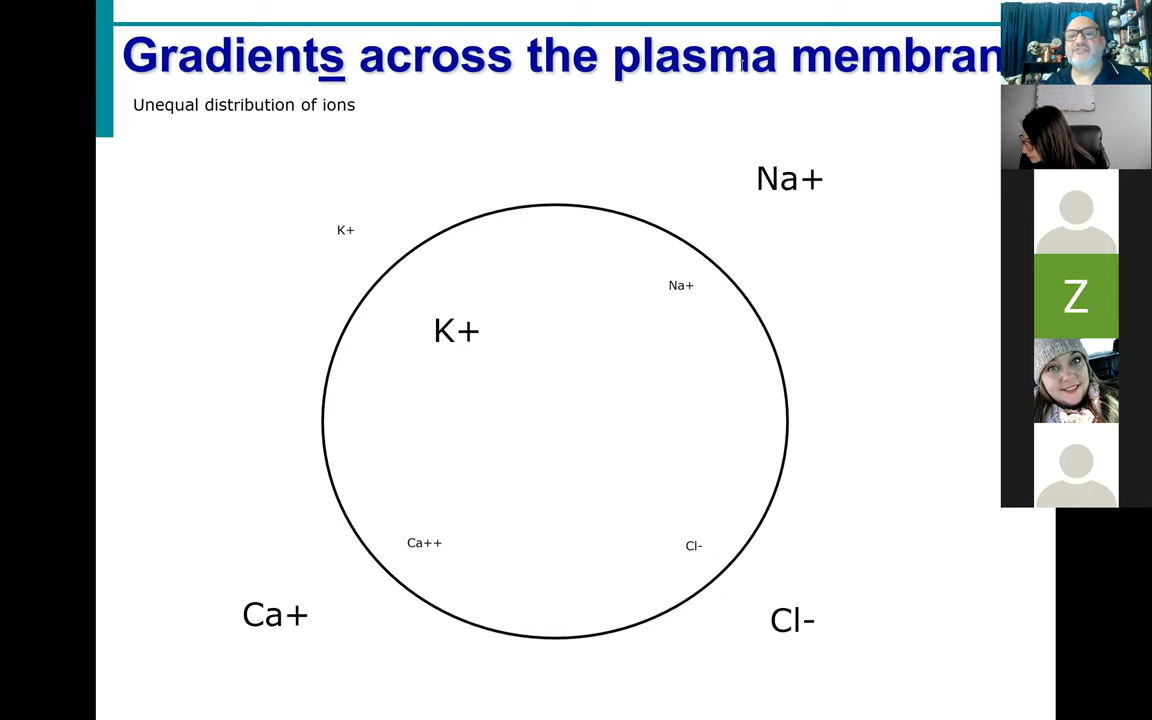 Gradients across the plasma membran
Unequal distribution of ions
Na+
K+
Na+
K+
Ca++
Cl-
Ca+
Cl-
Z